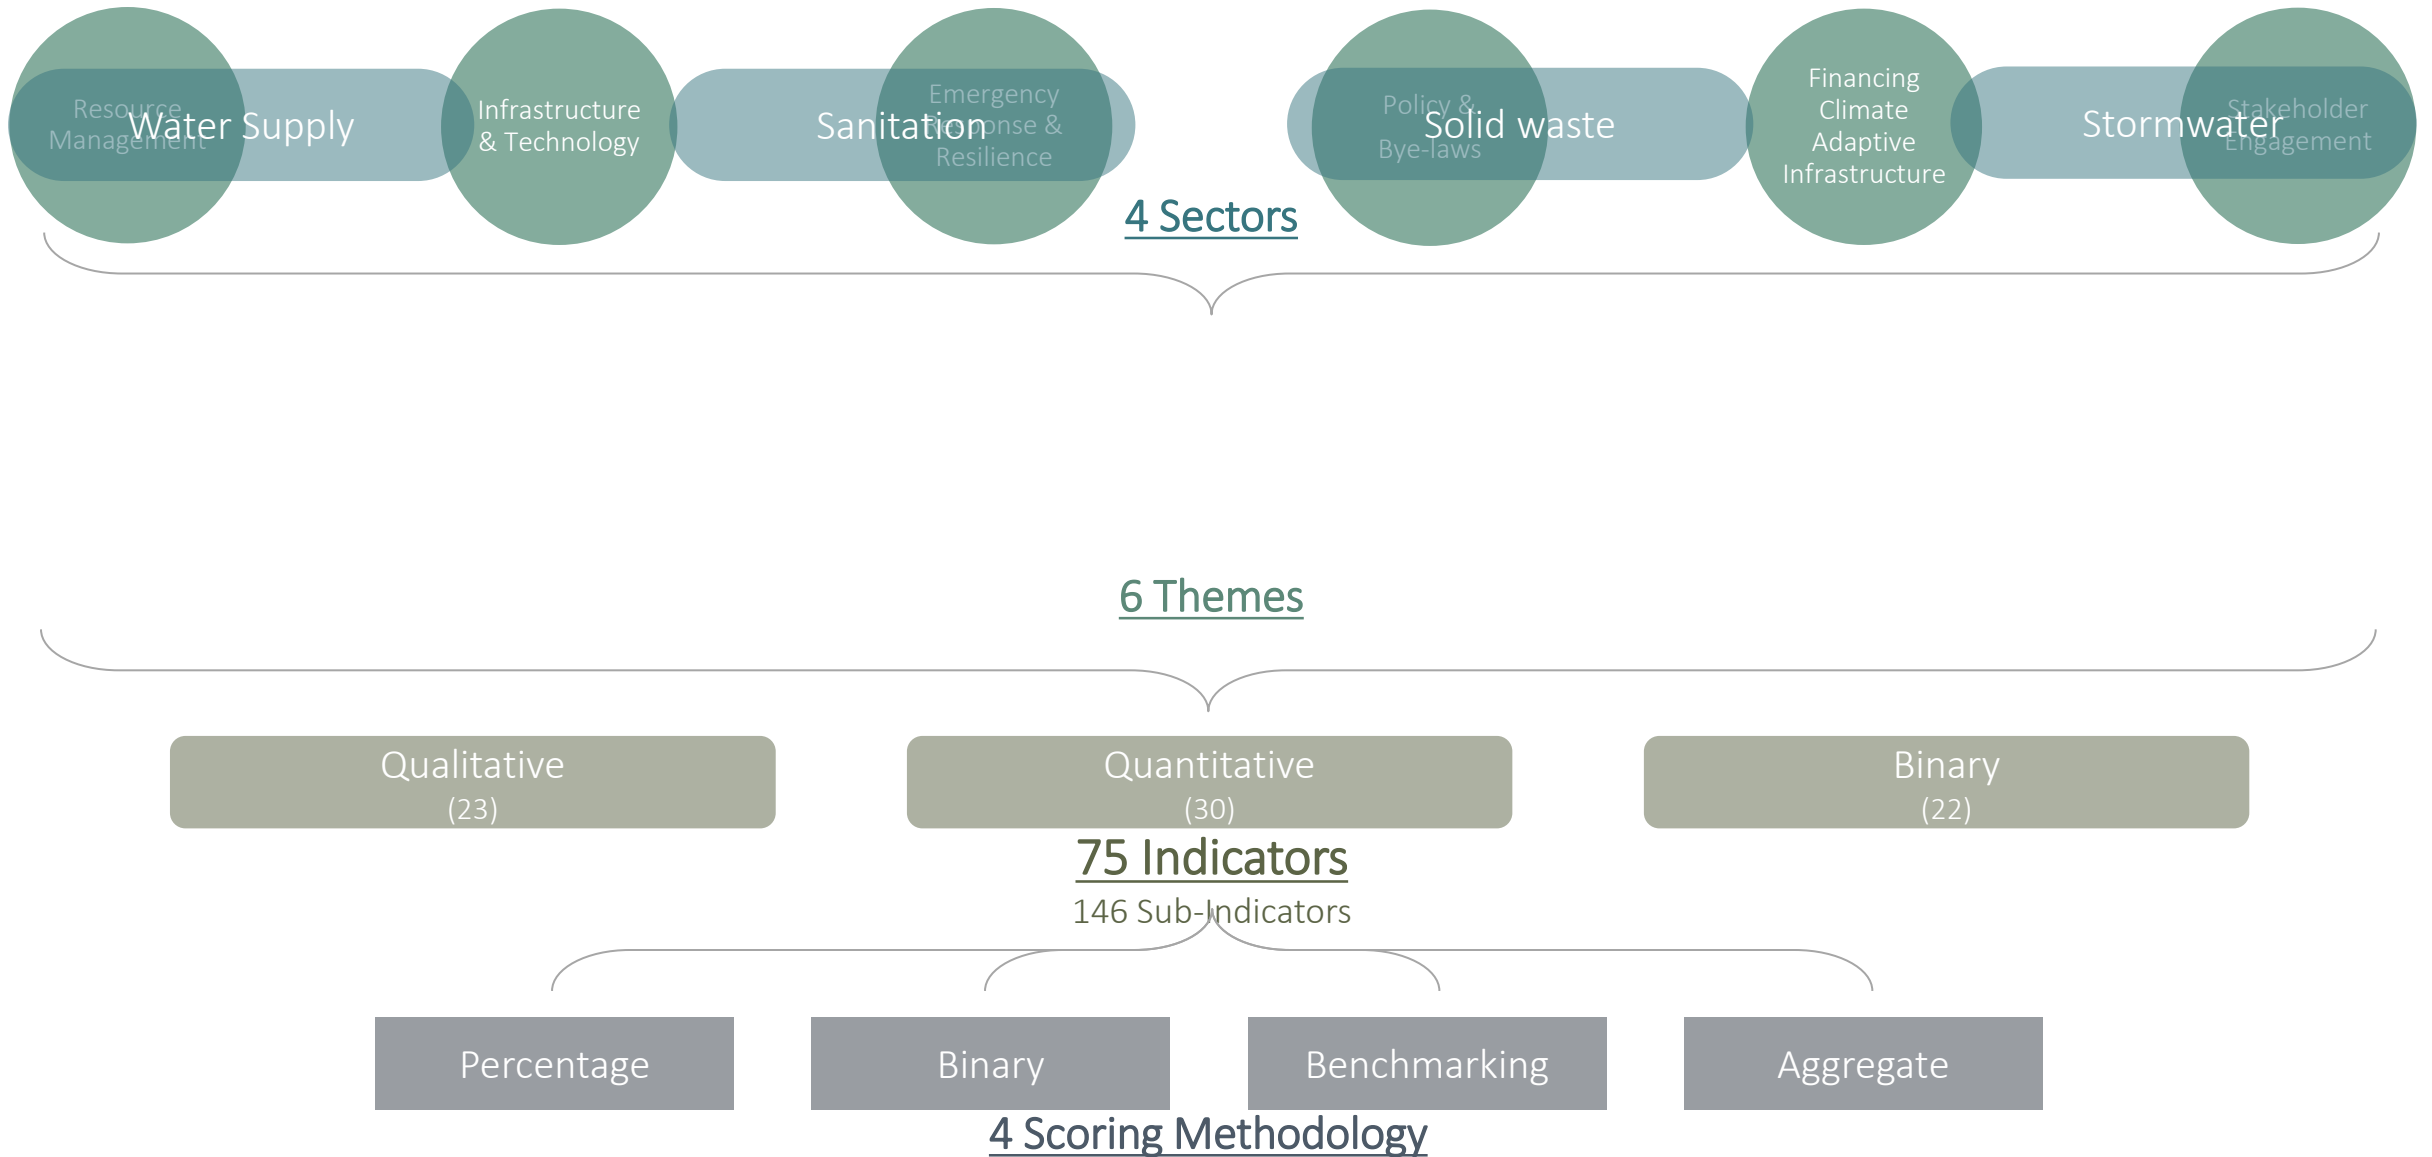 Water Supply
Sanitation
Solid waste
Stormwater
4 Sectors
Resource
Management
Infrastructure
& Technology
Emergency
Response &
Resilience
Policy &
Bye-laws
Financing
Climate
Adaptive
Infrastructure
Stakeholder
Engagement
6 Themes
Qualitative
(23)
Quantitative
(30)
Binary
(22)
75 Indicators
146 Sub-Indicators
Percentage
Binary
Benchmarking
Aggregate
4 Scoring Methodology